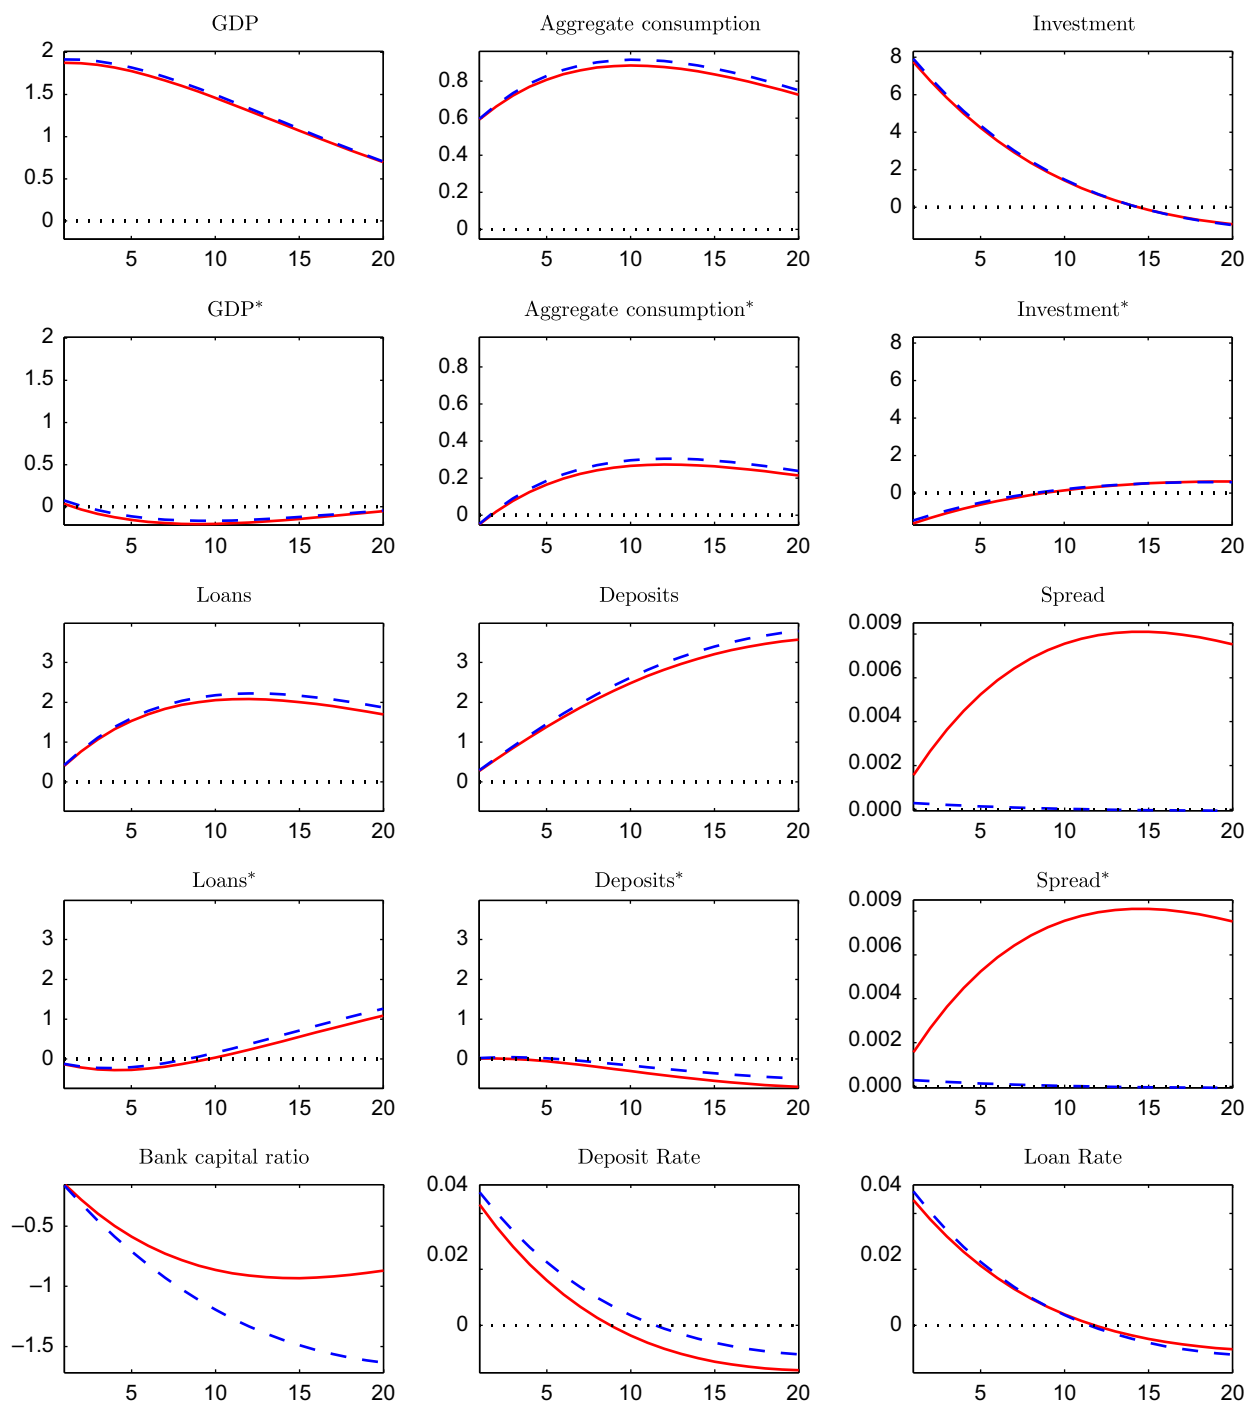 GDP Aggregate consumption Investment
2 8
1.5 0.8 6
1 0.6 4
0.5 0.4 2
0 0.2 0
0
5 10 15 20 5 10 15 20 5 10 15 20
GDP* Aggregate consumption* Investment*
2 8
1.5 0.8 6
1 0.6 4
0.5 0.4 2
0 0.2 0
0
5 10 15 20 5 10 15 20 5 10 15 20
Loans Deposits Spread
0.009
3 3 0.006
2 2 0.004
1 1 0.002
0 0 0.000
5 10 15 20 5 10 15 20 5 10 15 20
Loans* Deposits* Spread*
0.009
3 3 0.006
2 2 0.004
1 1 0.002
0 0 0.000
5 10 15 20 5 10 15 20 5 10 15 20
Bank capital ratio Deposit Rate Loan Rate
0.04 0.04
–0.5 0.02 0.02
–1 0 0
–1.5
5 10 15 20 5 10 15 20 5 10 15 20